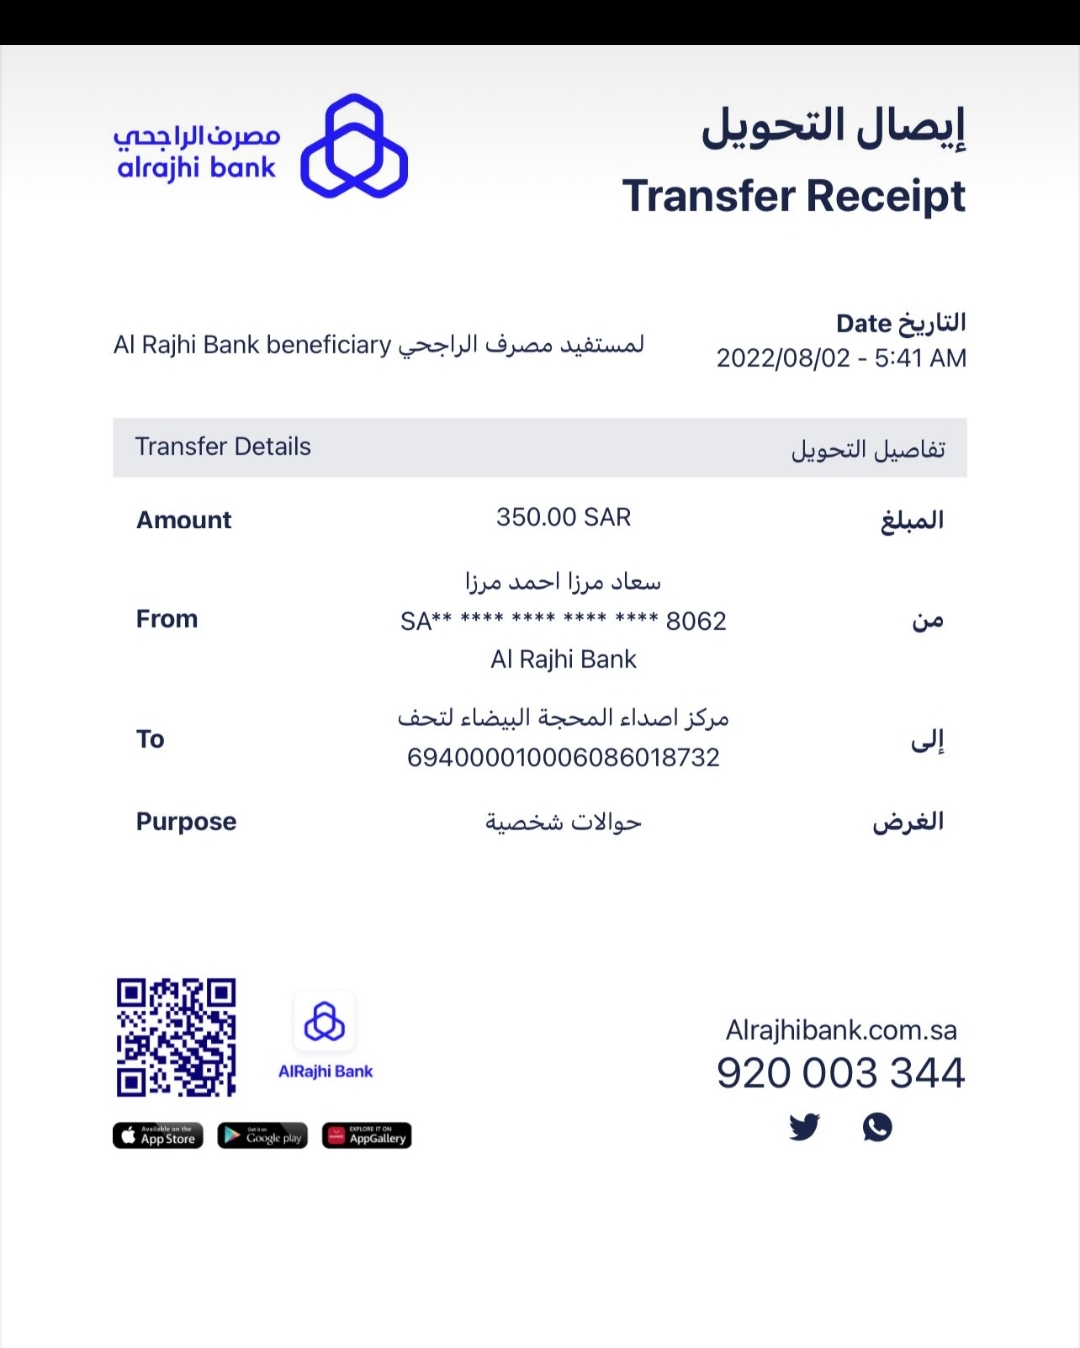 مصرف الراجحي
alrajhi bank
إيصال التحويل
Transfer Receipt
التاريخ Date
2022/08/02 - 5:41 AM
Al Rajhi Bank beneficiary لمستفيد مصرف الراجحي
Transfer Details تفاصيل التحويل
Amount 350.00 SAR المبلغ
سعاد مرزا احمد مرزا
From SA** **** **** **** **** 8062 من
Al Rajhi Bank
مركز اصداء المحجة البيضاء لتحف
To إلى
694000010006086018732
Purpose حوالات شخصية الغرض
AlRajhi Bank
Available on the
App Store
Get it on
Google play
EXPLORE IT ON
AppGallery
Alrajhibank.com.sa
920 003 344